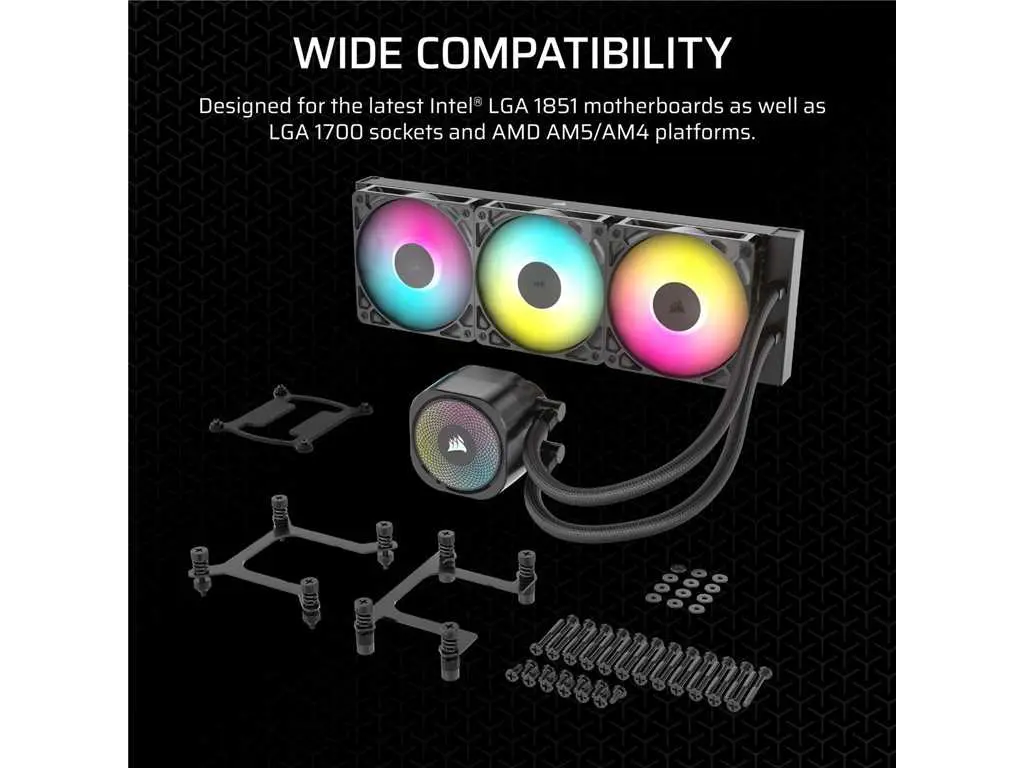 WIDE COMPATIBILITY
Designed for the latest Intel® LGA 1851 motherboards as well as
LGA 1700 sockets and AMD AM5/AM4 platforms.